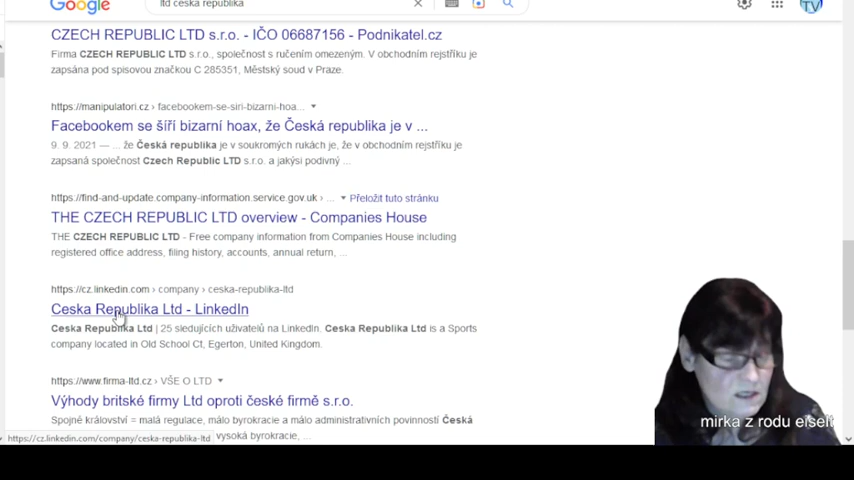 Google
ltd ceska republika
TV
CZECH REPUBLIC LTD s.r.o. - IČO 06687156 - Podnikatel.cz
Firma CZECH REPUBLIC LTD s.r.o., společnost s ručením omezeným. V obchodním rejstříku je
zapsána pod spisovou značkou C 285351, Městský soud v Praze.
https://manipulatori.cz › facebookem-se-siri-bizarni-hoa...
Facebookem se šíří bizarní hoax, že Česká republika je v ...
9. 9. 2021 — ... že Česká republika je v soukromých rukách je, že v obchodním rejstříku je
zapsaná společnost Czech Republic LTD s.r.o. a jakýsi podivný ...
https://find-and-update.company-information.service.gov.uk › ... Přeložit tuto stránku
THE CZECH REPUBLIC LTD overview - Companies House
THE CZECH REPUBLIC LTD - Free company information from Companies House including
registered office address, filing history, accounts, annual return, ...
https://cz.linkedin.com › company › ceska-republika-ltd
Ceska Republika Ltd - LinkedIn
Ceska Republika Ltd | 25 sledujících uživatelů na LinkedIn. Ceska Republika Ltd is a Sports
company located in Old School Ct, Egerton, United Kingdom.
https://www.firma-ltd.cz › VŠE O LTD
Výhody britské firmy Ltd oproti české firmě s.r.o.
Spojné království = malá regulace, málo byrokracie a málo administrativních povinností Česká
mirka z rodu eiselt
https://cz.linkedin.com/company/ceska-republika-ltd vysoká byrokracie, ...